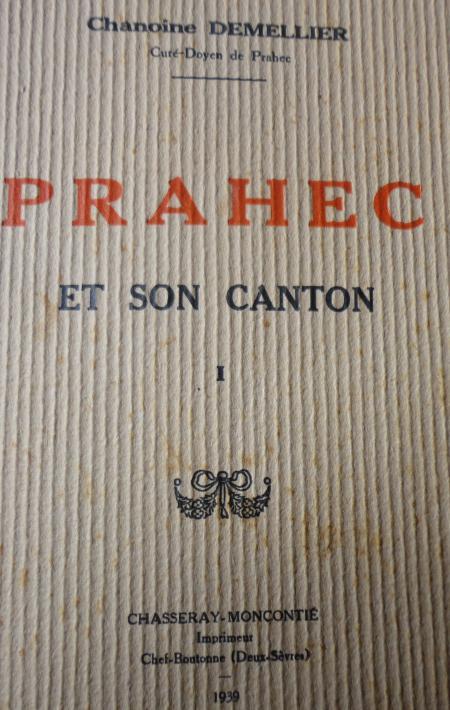 Chanoine DEMELLIER
Curé-Doyen de Prahec
PRAHEC
ET SON CANTON
I
CHASSERAY-MONCONTIÉ
Imprimeur
Chef-Boutonne (Deux-Sèvres)
1939